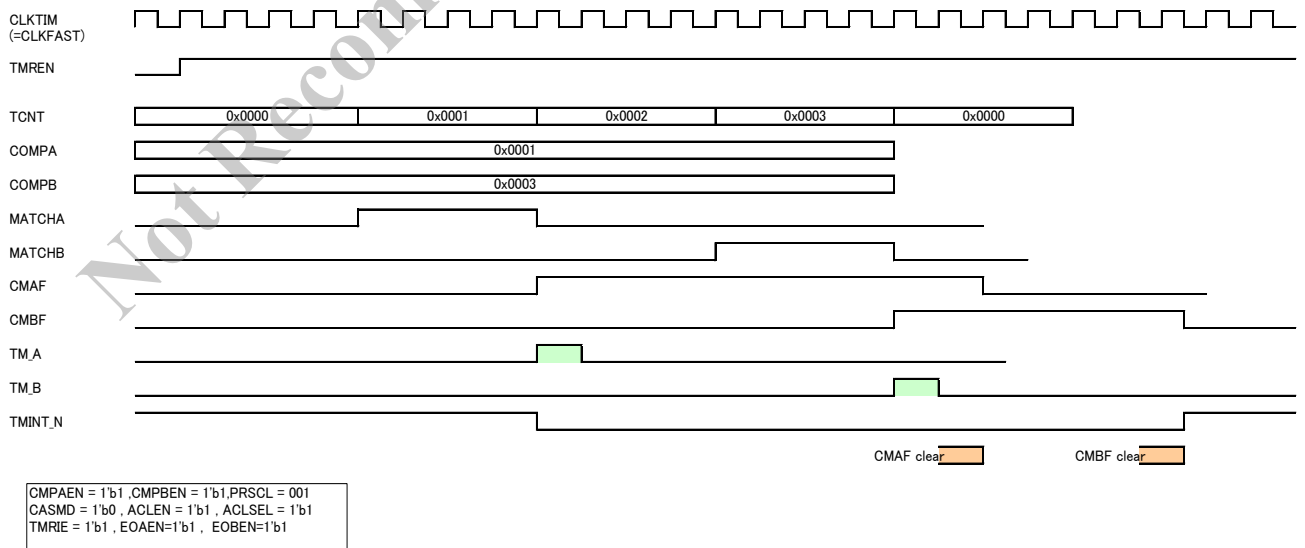 CLKTIM
(=CLKFAST)
TMREN
TCNT 0x0000 0x0001 0x0002 0x0003 0x0000
COMPA 0x0001
COMPB 0x0003
MATCHA
MATCHB
CMAF
CMBF
TM_A
TM_B
TMINT_N
CMAF clear CMBF clear
CMPAEN = 1'b1 ,CMPBEN = 1'b1,PRSCL = 001
CASMD = 1'b0 , ACLEN = 1'b1 , ACLSEL = 1'b1
TMRIE = 1'b1 , EOAEN=1'b1 , EOBEN=1'b1
Not Recom